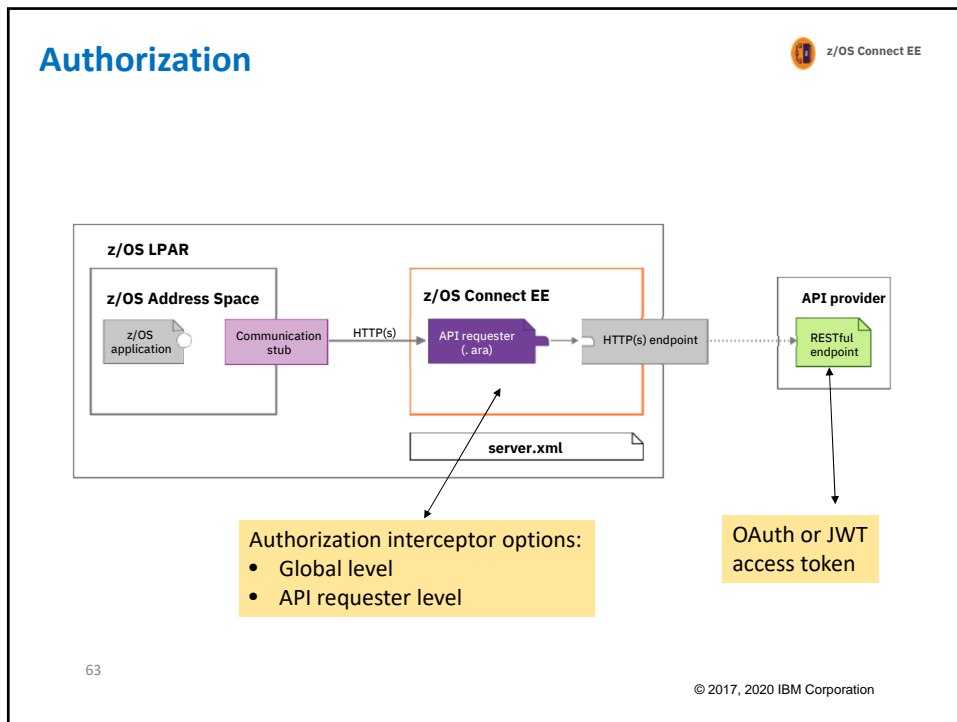 Authorization
z/OS Connect EE
z/OS LPAR
z/OS Address Space
z/OS
application
Communication
stub
HTTP(s)
z/OS Connect EE
API requester
(. ara)
HTTP(s) endpoint
API provider
RESTful
endpoint
server.xml
Authorization interceptor options:
• Global level
• API requester level
OAuth or JWT
access token
63
© 2017, 2020 IBM Corporation